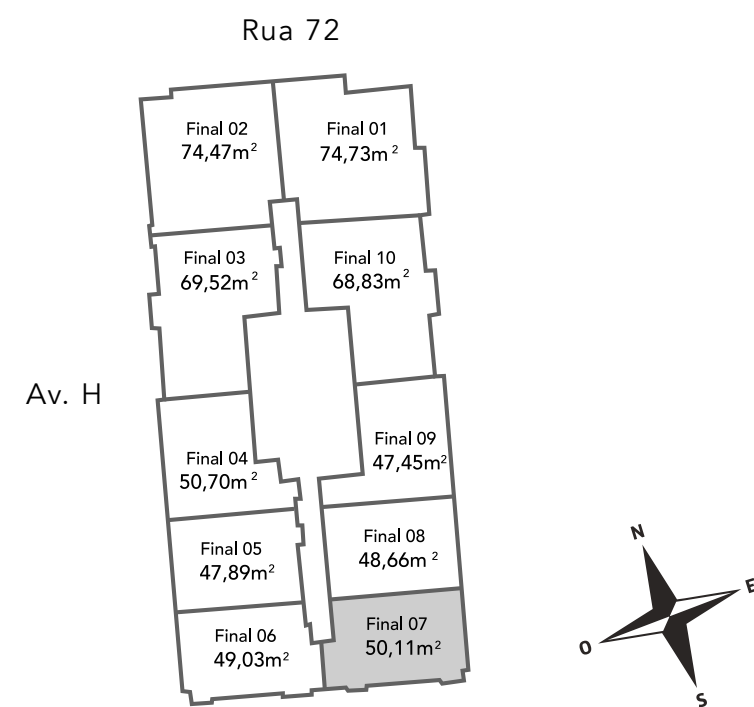 Rua 72
Final 02
74,47m²
Final 01
74,73m²
Final 03
69,52m²
Final 10
68,83m²
Av. H
Final 04
50,70m²
Final 09
47,45m²
Final 05
47,89m²
Final 08
48,66m²
Final 06
49,03m²
Final 07
50,11m²
N
E
O
S